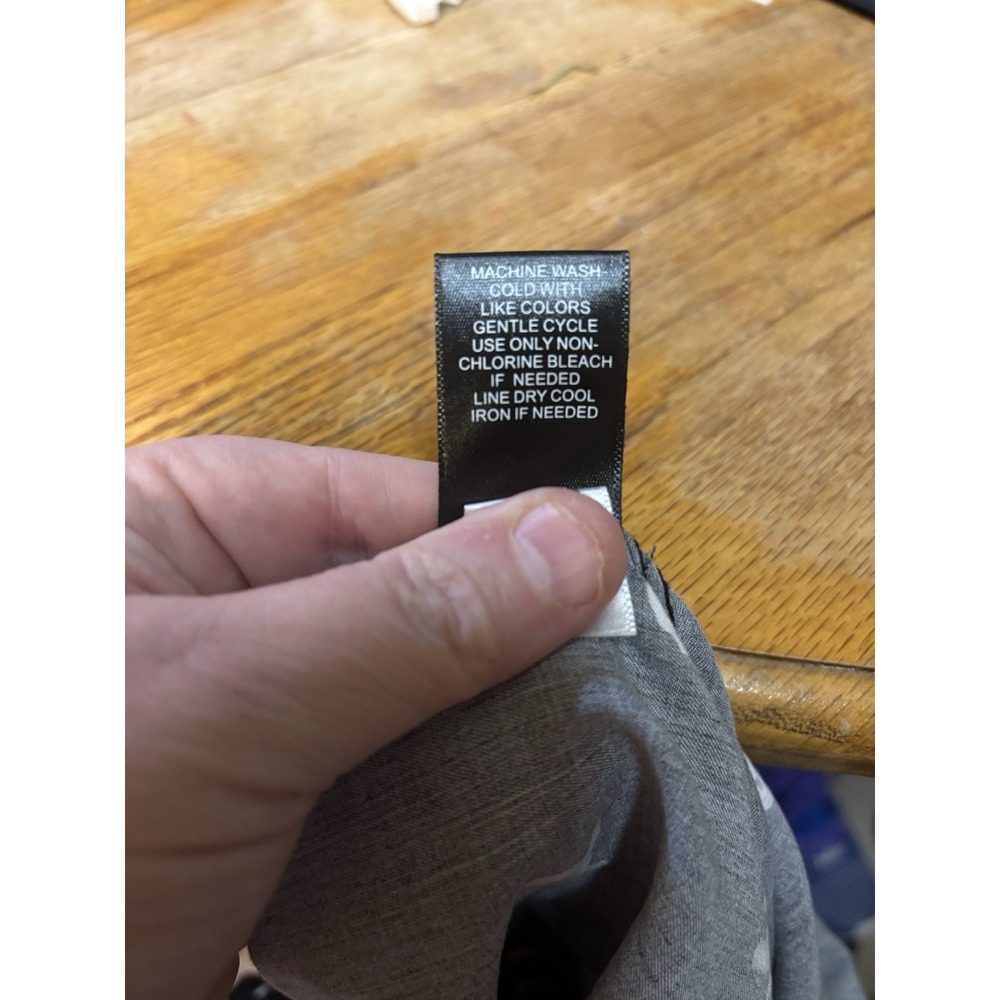 MACHINE WASH
COLD WITH
LIKE COLORS
GENTLE CYCLE
USE ONLY NON-
CHLORINE BLEACH
IF NEEDED
LINE DRY COOL
IRON IF NEEDED